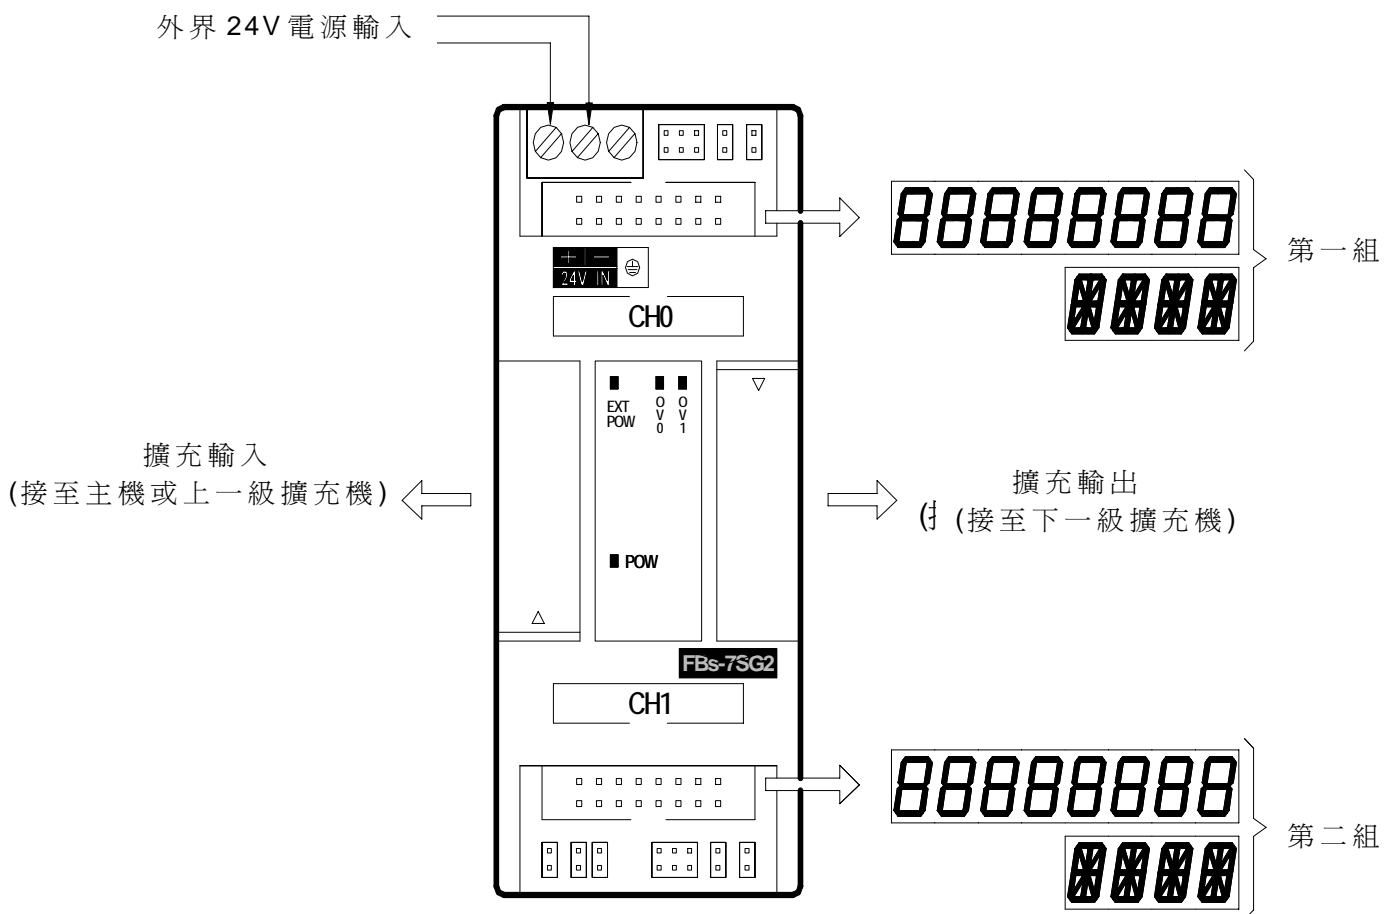 外界24V電源輸入
+ −
24V IN
第一組
CH0
EXT
POW
OV0
OV1
擴充輸入
(接至主機或上一級擴充機)
擴充輸出
(接至下一級擴充機)
POW
FBs-7SG2
CH1
第二組